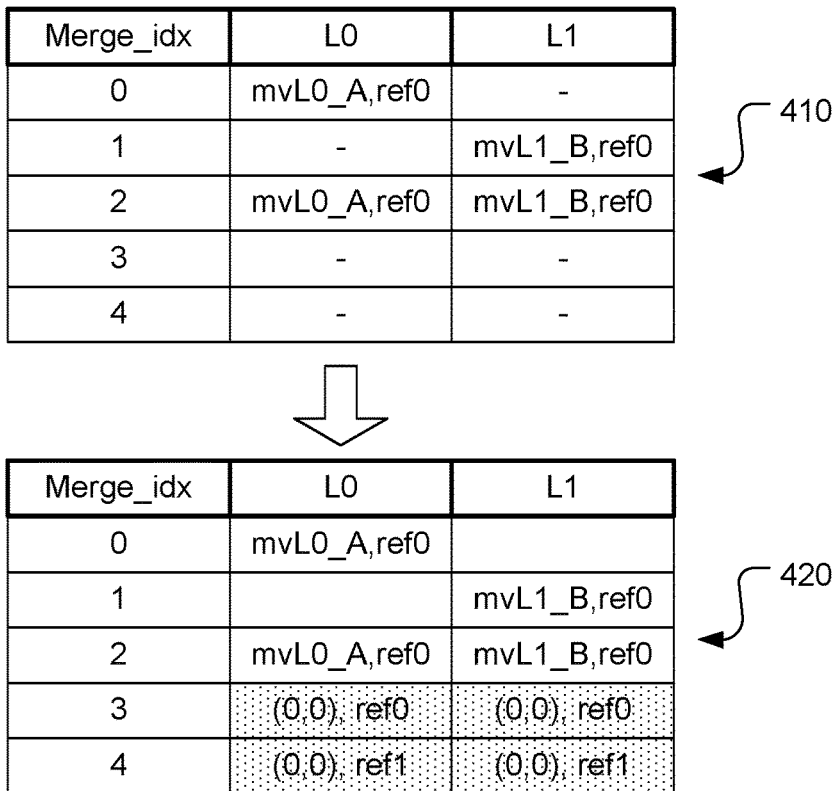 Merge_idx L0 L1
0 mvL0_A,ref0 -
1 - mvL1_B,ref0
2 mvL0_A,ref0 mvL1_B,ref0
3 - -
4 - -
410
Merge_idx L0 L1
0 mvL0_A,ref0
1 mvL1_B,ref0
2 mvL0_A,ref0 mvL1_B,ref0
3 (0,0), ref0 (0,0), ref0
4 (0,0), ref1 (0,0), ref1
420